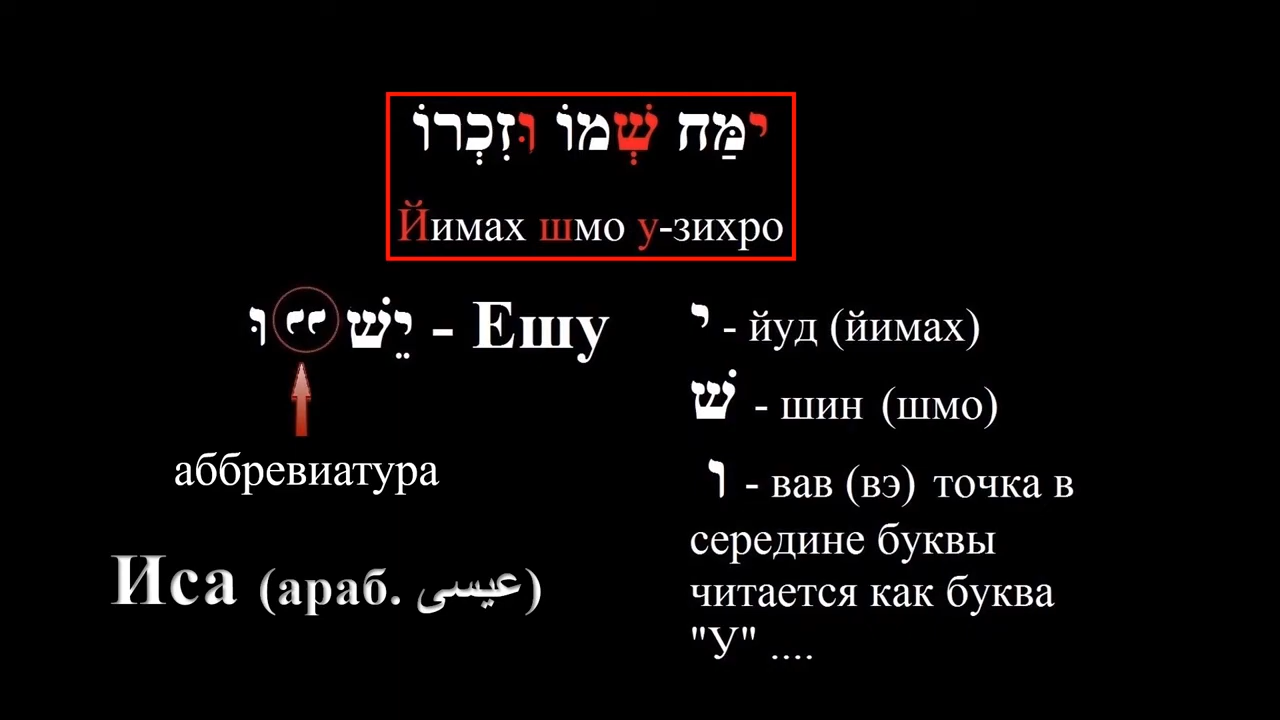 יִמַּח שְׁמוֹ וּזִכְרוֹ
Йимах шмо у-зихро
יֵשׁ״וּ - Ешу
аббревиатура
Иса (араб. عيسى)
י - йуд (йимах)
שׁ - шин (шмо)
ו - вав (вэ) точка в
середине буквы
читается как буква
"У" ....